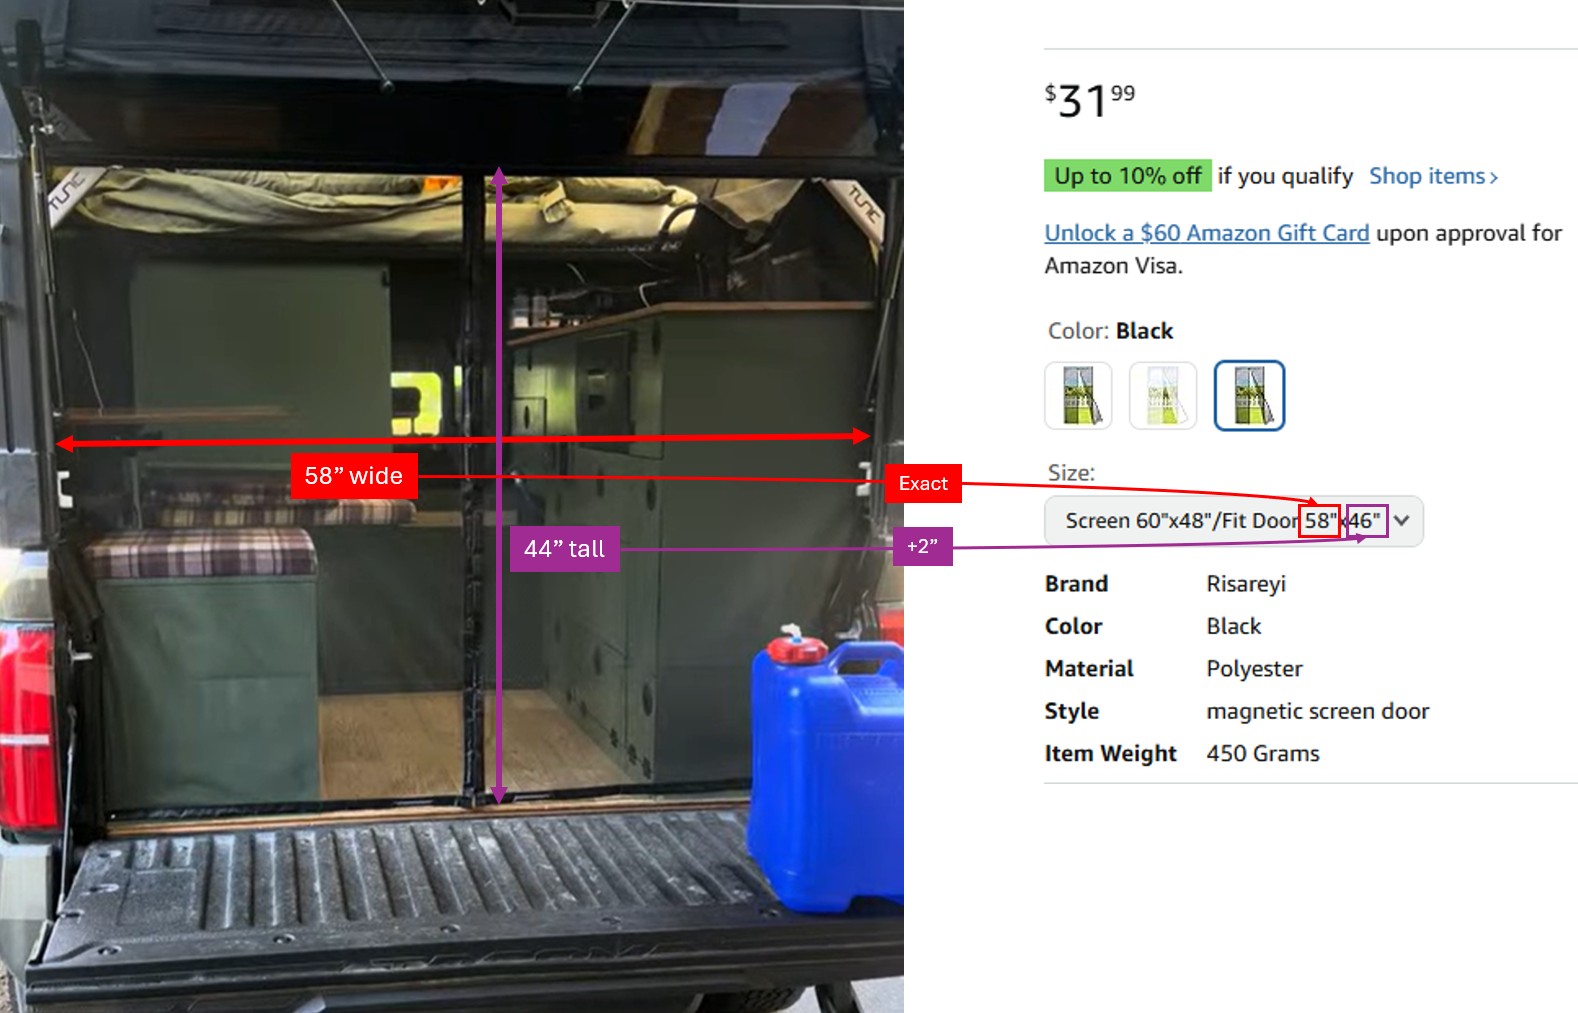 TUNE
TUNE
58” wide
44” tall
Exact
+2”
$31.99
Up to 10% off if you qualify Shop items ›
Unlock a $60 Amazon Gift Card upon approval for
Amazon Visa.
Color: Black
Size:
Screen 60"x48"/Fit Door 58"x46"
Brand Risareyi
Color Black
Material Polyester
Style magnetic screen door
Item Weight 450 Grams